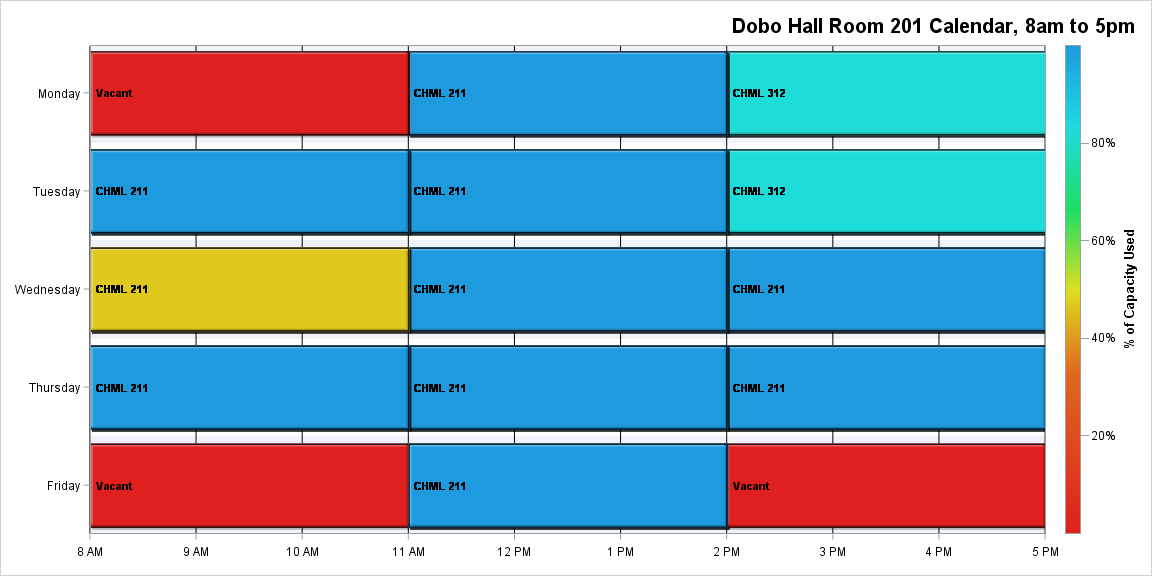 Dobo Hall Room 201 Calendar, 8am to 5pm
Monday
Vacant
CHML 211
CHML 312
Tuesday
CHML 211
CHML 211
CHML 312
Wednesday
CHML 211
CHML 211
CHML 211
Thursday
CHML 211
CHML 211
CHML 211
Friday
Vacant
CHML 211
Vacant
8 AM
9 AM
10 AM
11 AM
12 PM
1 PM
2 PM
3 PM
4 PM
5 PM
80%
60%
40%
20%
% of Capacity Used